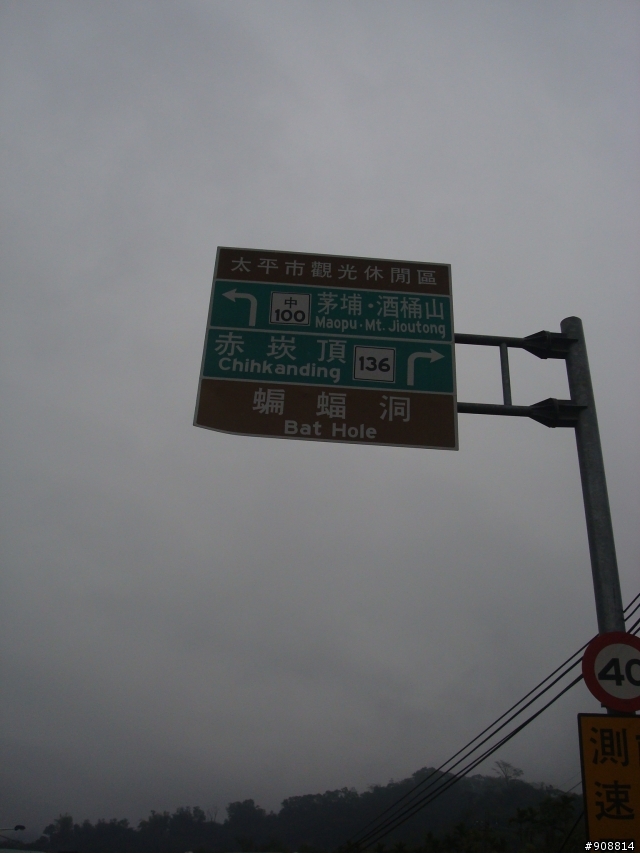 太平市觀光休閒區
中
100
茅埔·酒桶山
Maopu·Mt.Jioutong
赤崁頂
Chihkanding
136
蝙蝠洞
Bat Hole
40
測
速
#908814